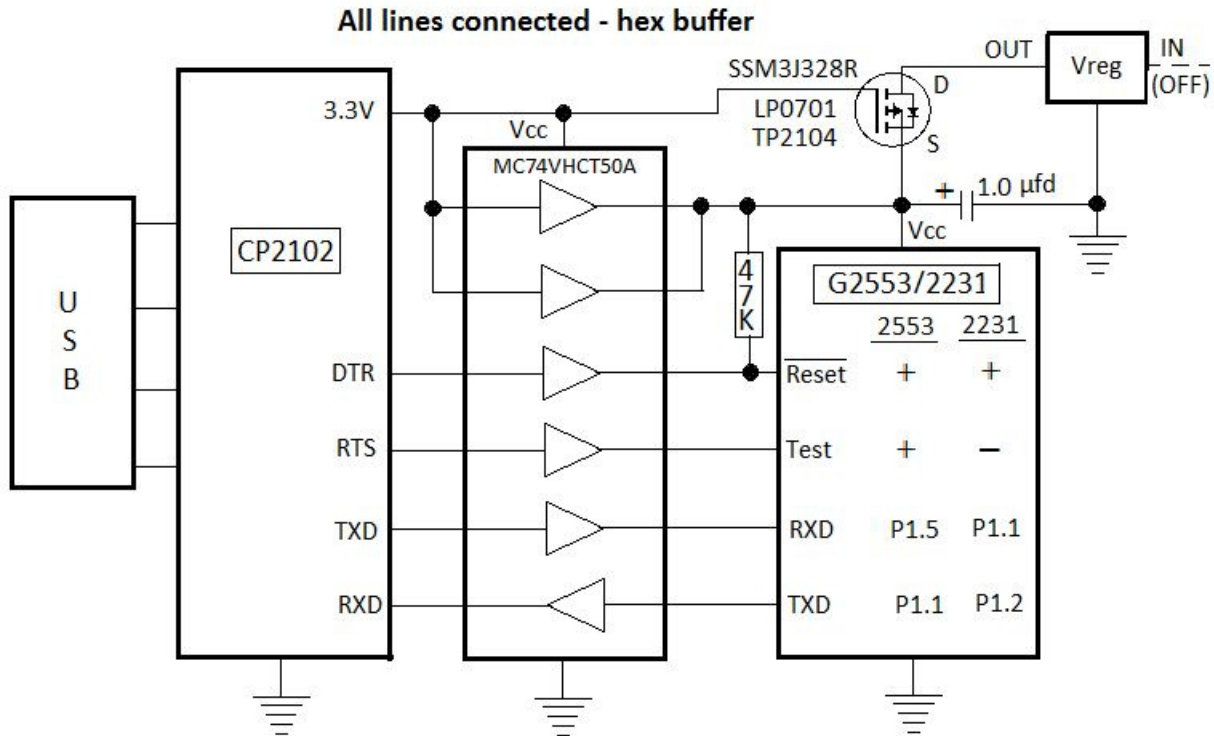 All lines connected - hex buffer
OUT
Vreg
IN
(OFF)
SSM3J328R
LP0701
TP2104
D
S
3.3V
Vcc
MC74VHCT50A
+
1.0 µfd
Vcc
USB
CP2102
47K
G2553/2231
2553 2231
DTR
Reset + +
RTS
Test + −
TXD
RXD P1.5 P1.1
RXD
TXD P1.1 P1.2